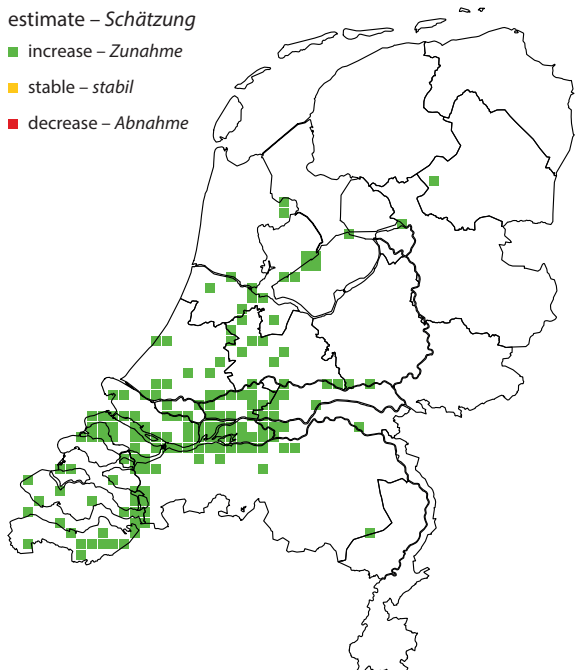 estimate – Schätzung
increase – Zunahme
stable – stabil
decrease – Abnahme